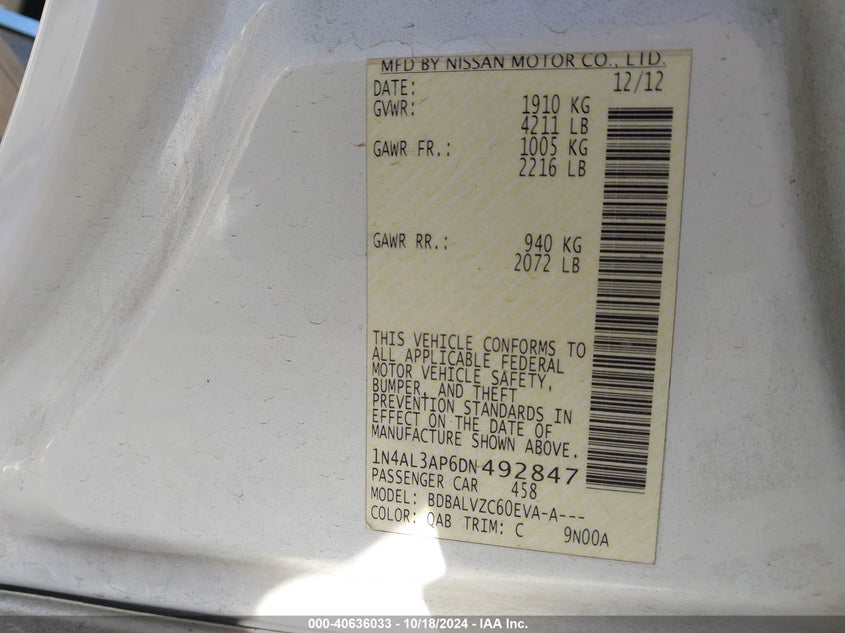 MFD BY NISSAN MOTOR CO., LTD.
DATE: 12/12
GVWR: 1910 KG
4211 LB
GAWR FR.: 1005 KG
2216 LB
GAWR RR.: 940 KG
2072 LB
THIS VEHICLE CONFORMS TO
ALL APPLICABLE FEDERAL
MOTOR VEHICLE SAFETY,
BUMPER, AND THEFT
PREVENTION STANDARDS IN
EFFECT ON THE DATE OF
MANUFACTURE SHOWN ABOVE.
1N4AL3AP6DN492847
PASSENGER CAR 458
MODEL: BDBALVZC60EVA-A---
COLOR: QAB TRIM: C 9N00A
000-40636033 - 10/18/2024 - IAA Inc.